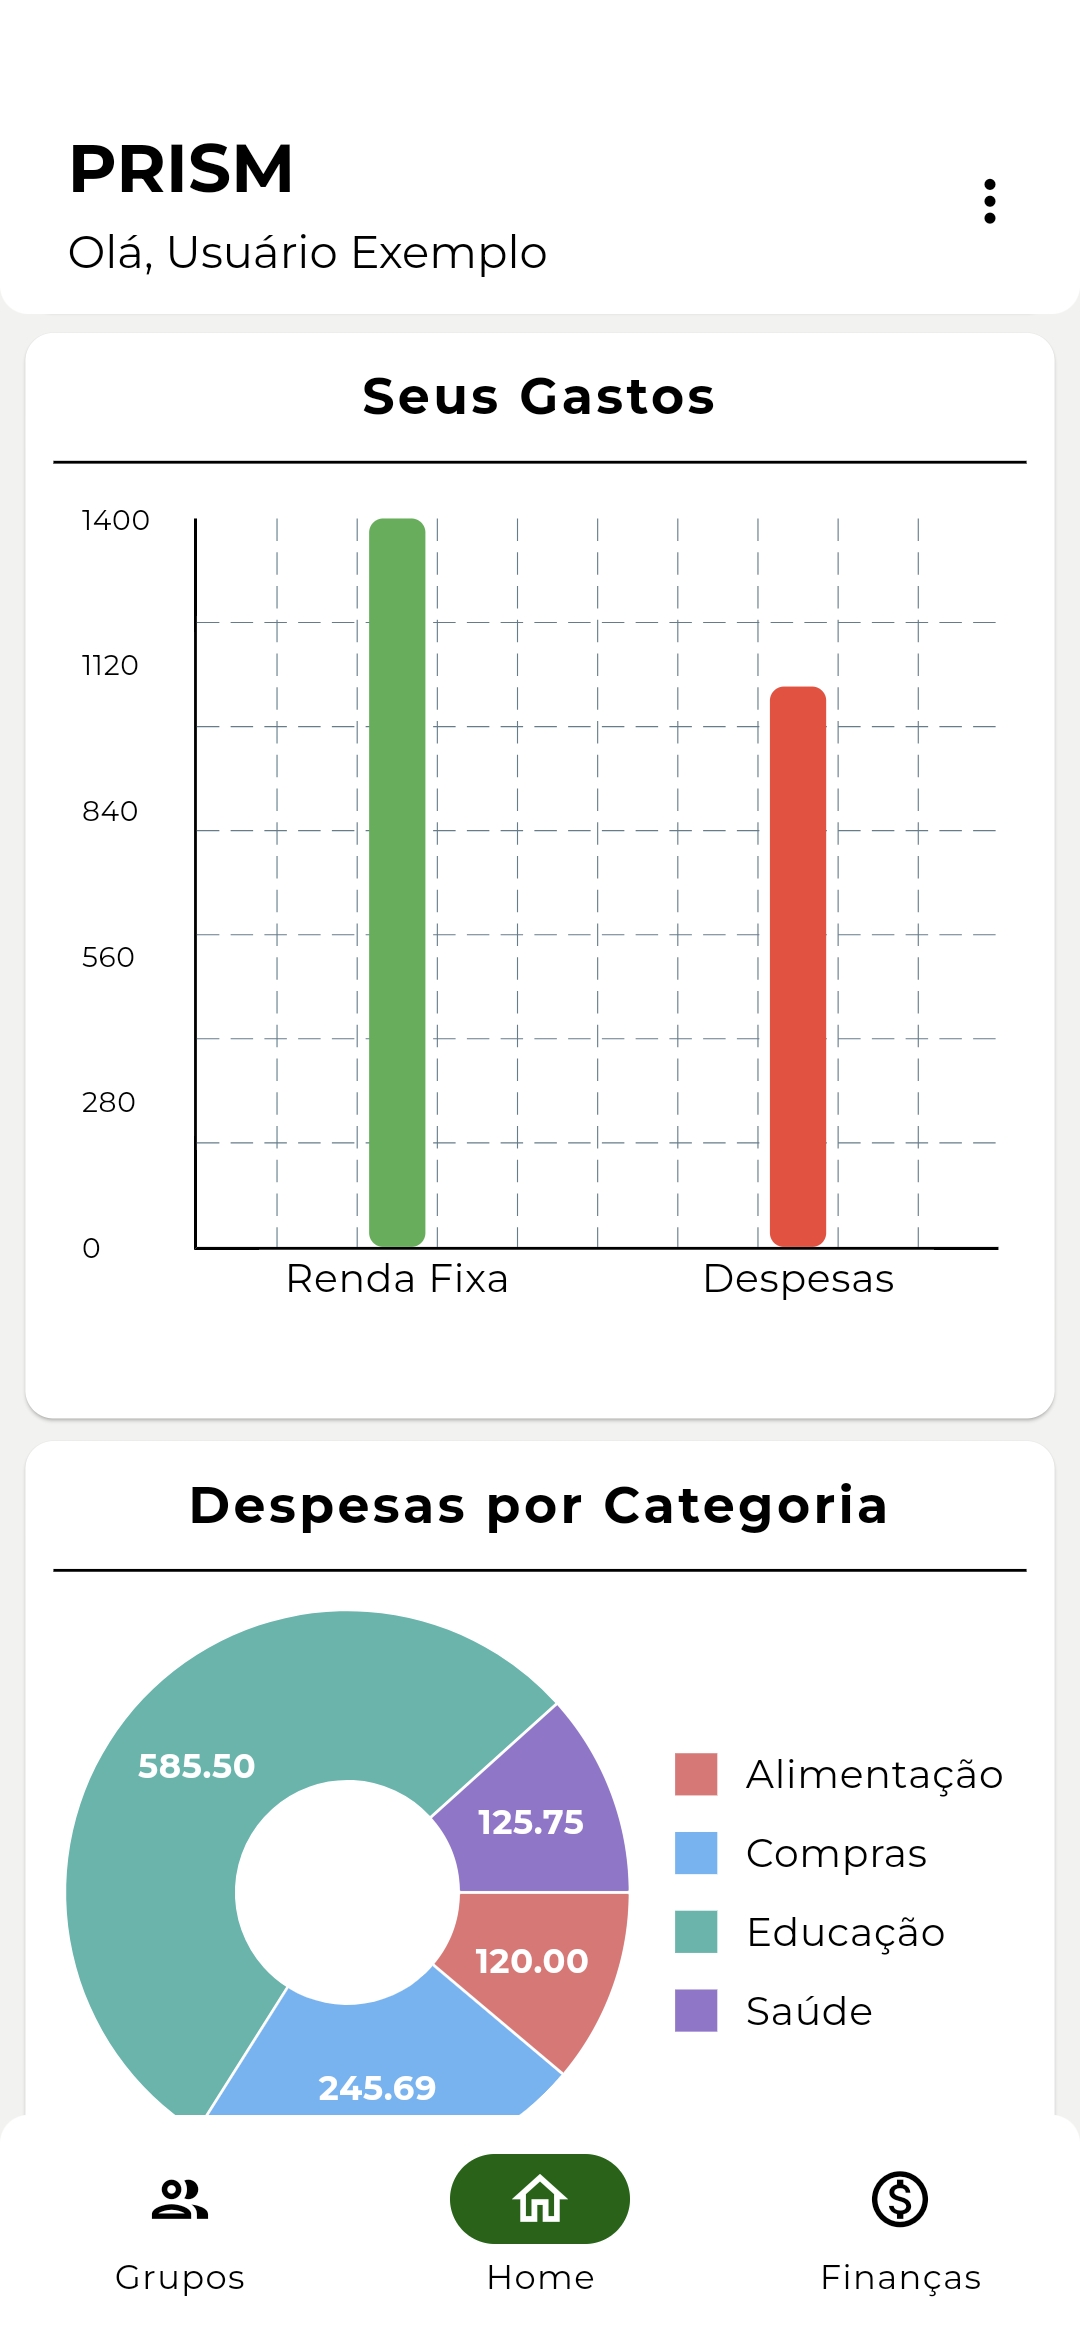 PRISM
Olá, Usuário Exemplo
Seus Gastos
1400
1120
840
560
280
0
Renda Fixa
Despesas
Despesas por Categoria
585.50
125.75
120.00
245.69
Alimentação
Compras
Educação
Saúde
Grupos
Home
Finanças